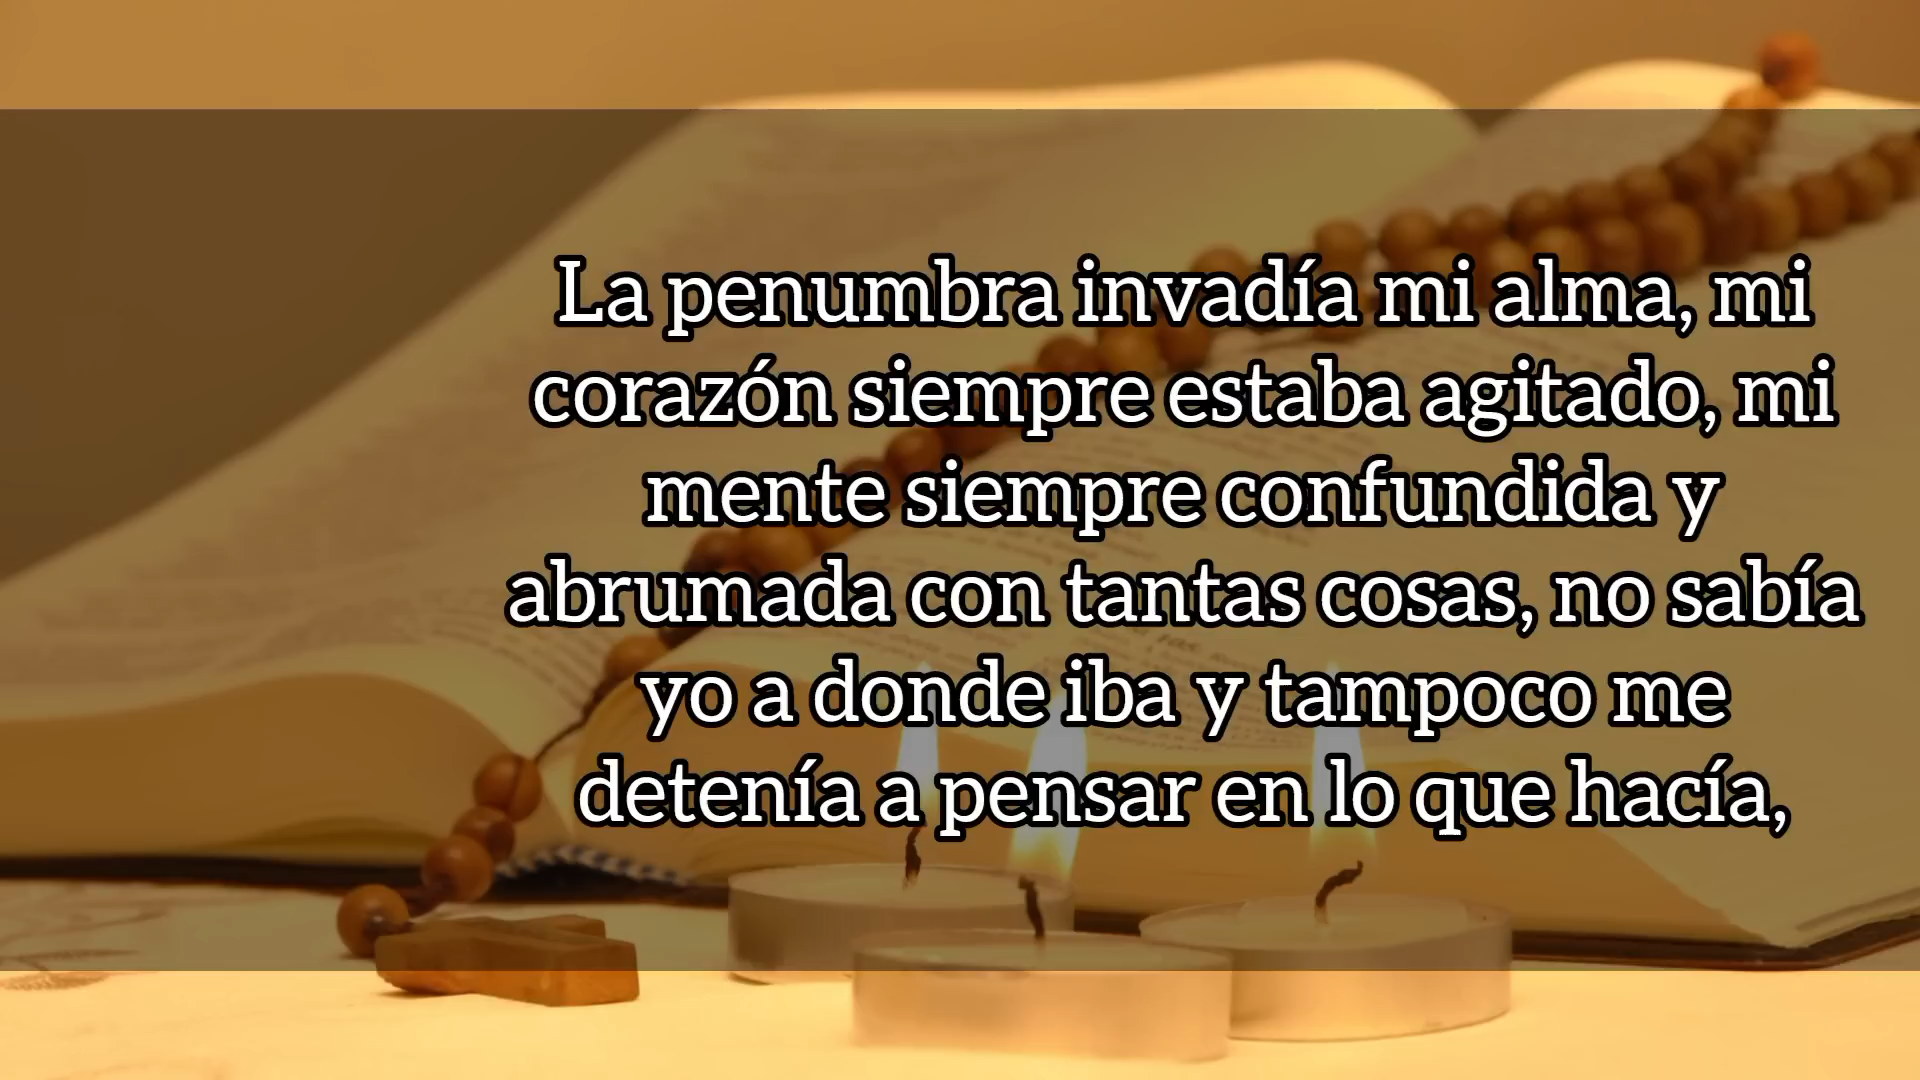 La penumbra invadía mi alma, mi
corazón siempre estaba agitado, mi
mente siempre confundida y
abrumada con tantas cosas, no sabía
yo a donde iba y tampoco me
detenía a pensar en lo que hacía,